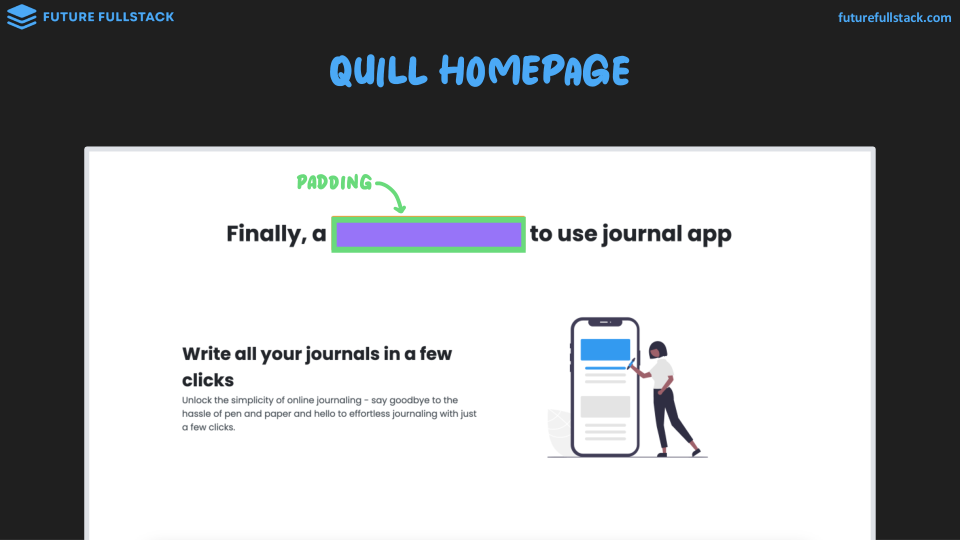 FUTURE FULLSTACK
futurefullstack.com
QUILL HOMEPAGE
PADDING
Finally, a to use journal app
Write all your journals in a few
clicks
Unlock the simplicity of online journaling - say goodbye to the
hassle of pen and paper and hello to effortless journaling with just
a few clicks.